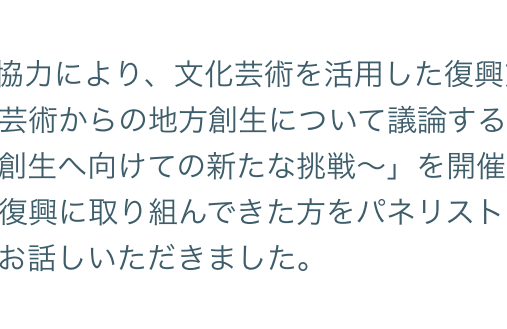 協力により、文化芸術を活用した復興
芸術からの地方創生について議論する
創生へ向けての新たな挑戦〜」を開催
復興に取り組んできた方をパネリスト
お話しいただきました。